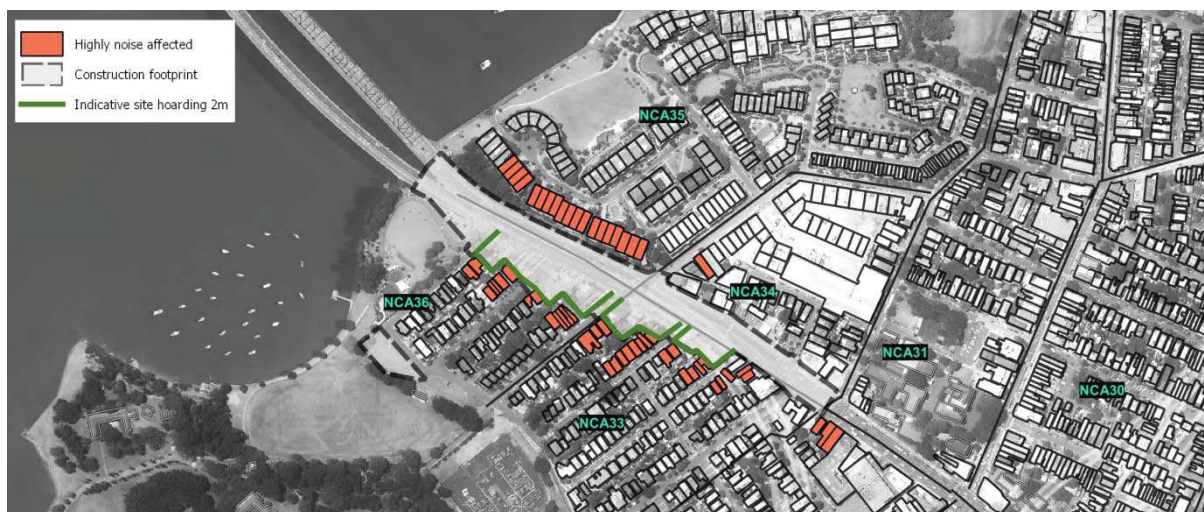 Highly noise affected
Construction footprint
Indicative site hoarding 2m
NCA35
NCA36
NCA34
NCA31
NCA30
NCA33